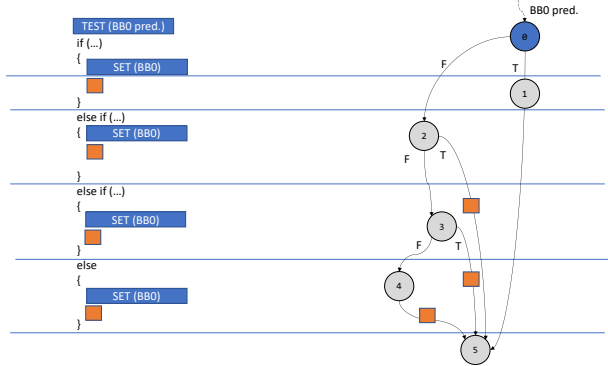 BB0 pred.
TEST (BB0 pred.)
if (…)
{
SET (BB0)
}
else if (…)
{
SET (BB0)
}
else if (…)
{
SET (BB0)
}
else
{
SET (BB0)
}
0
F
T
1
2
F
T
3
F
T
4
5